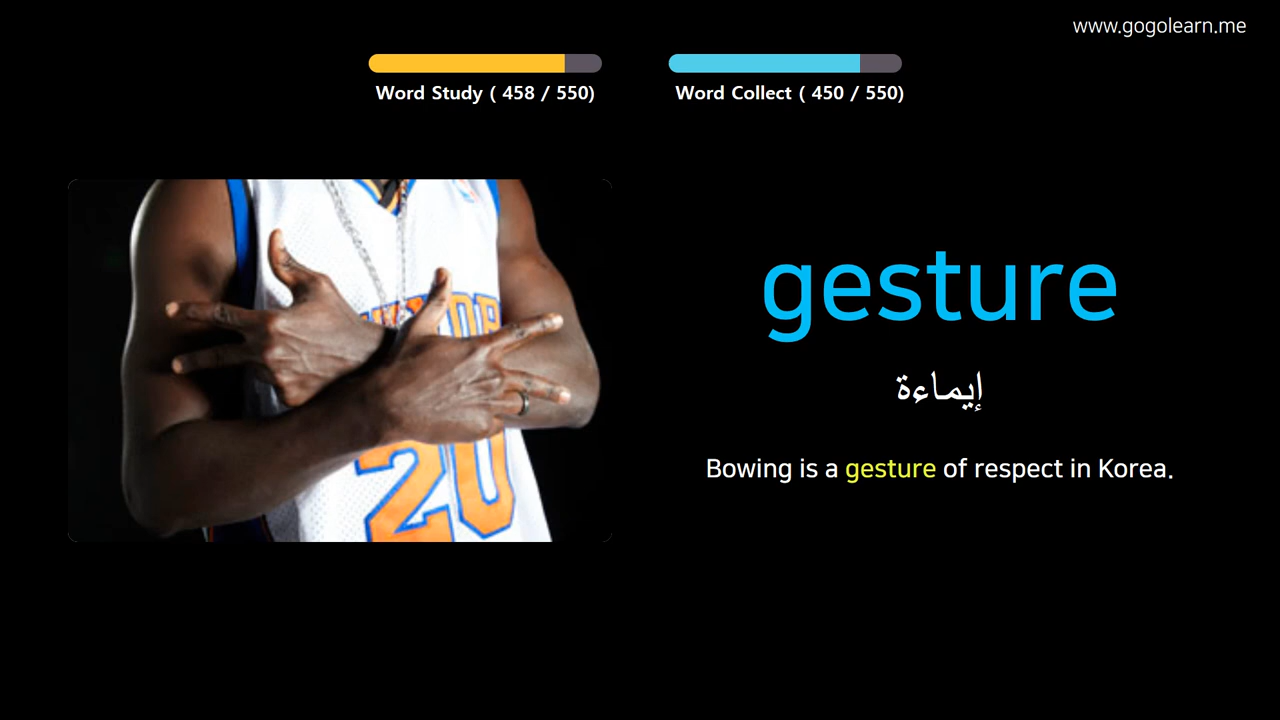 www.gogolearn.me
Word Study ( 458 / 550)
Word Collect ( 450 / 550)
20
gesture
إيماءة
Bowing is a gesture of respect in Korea.